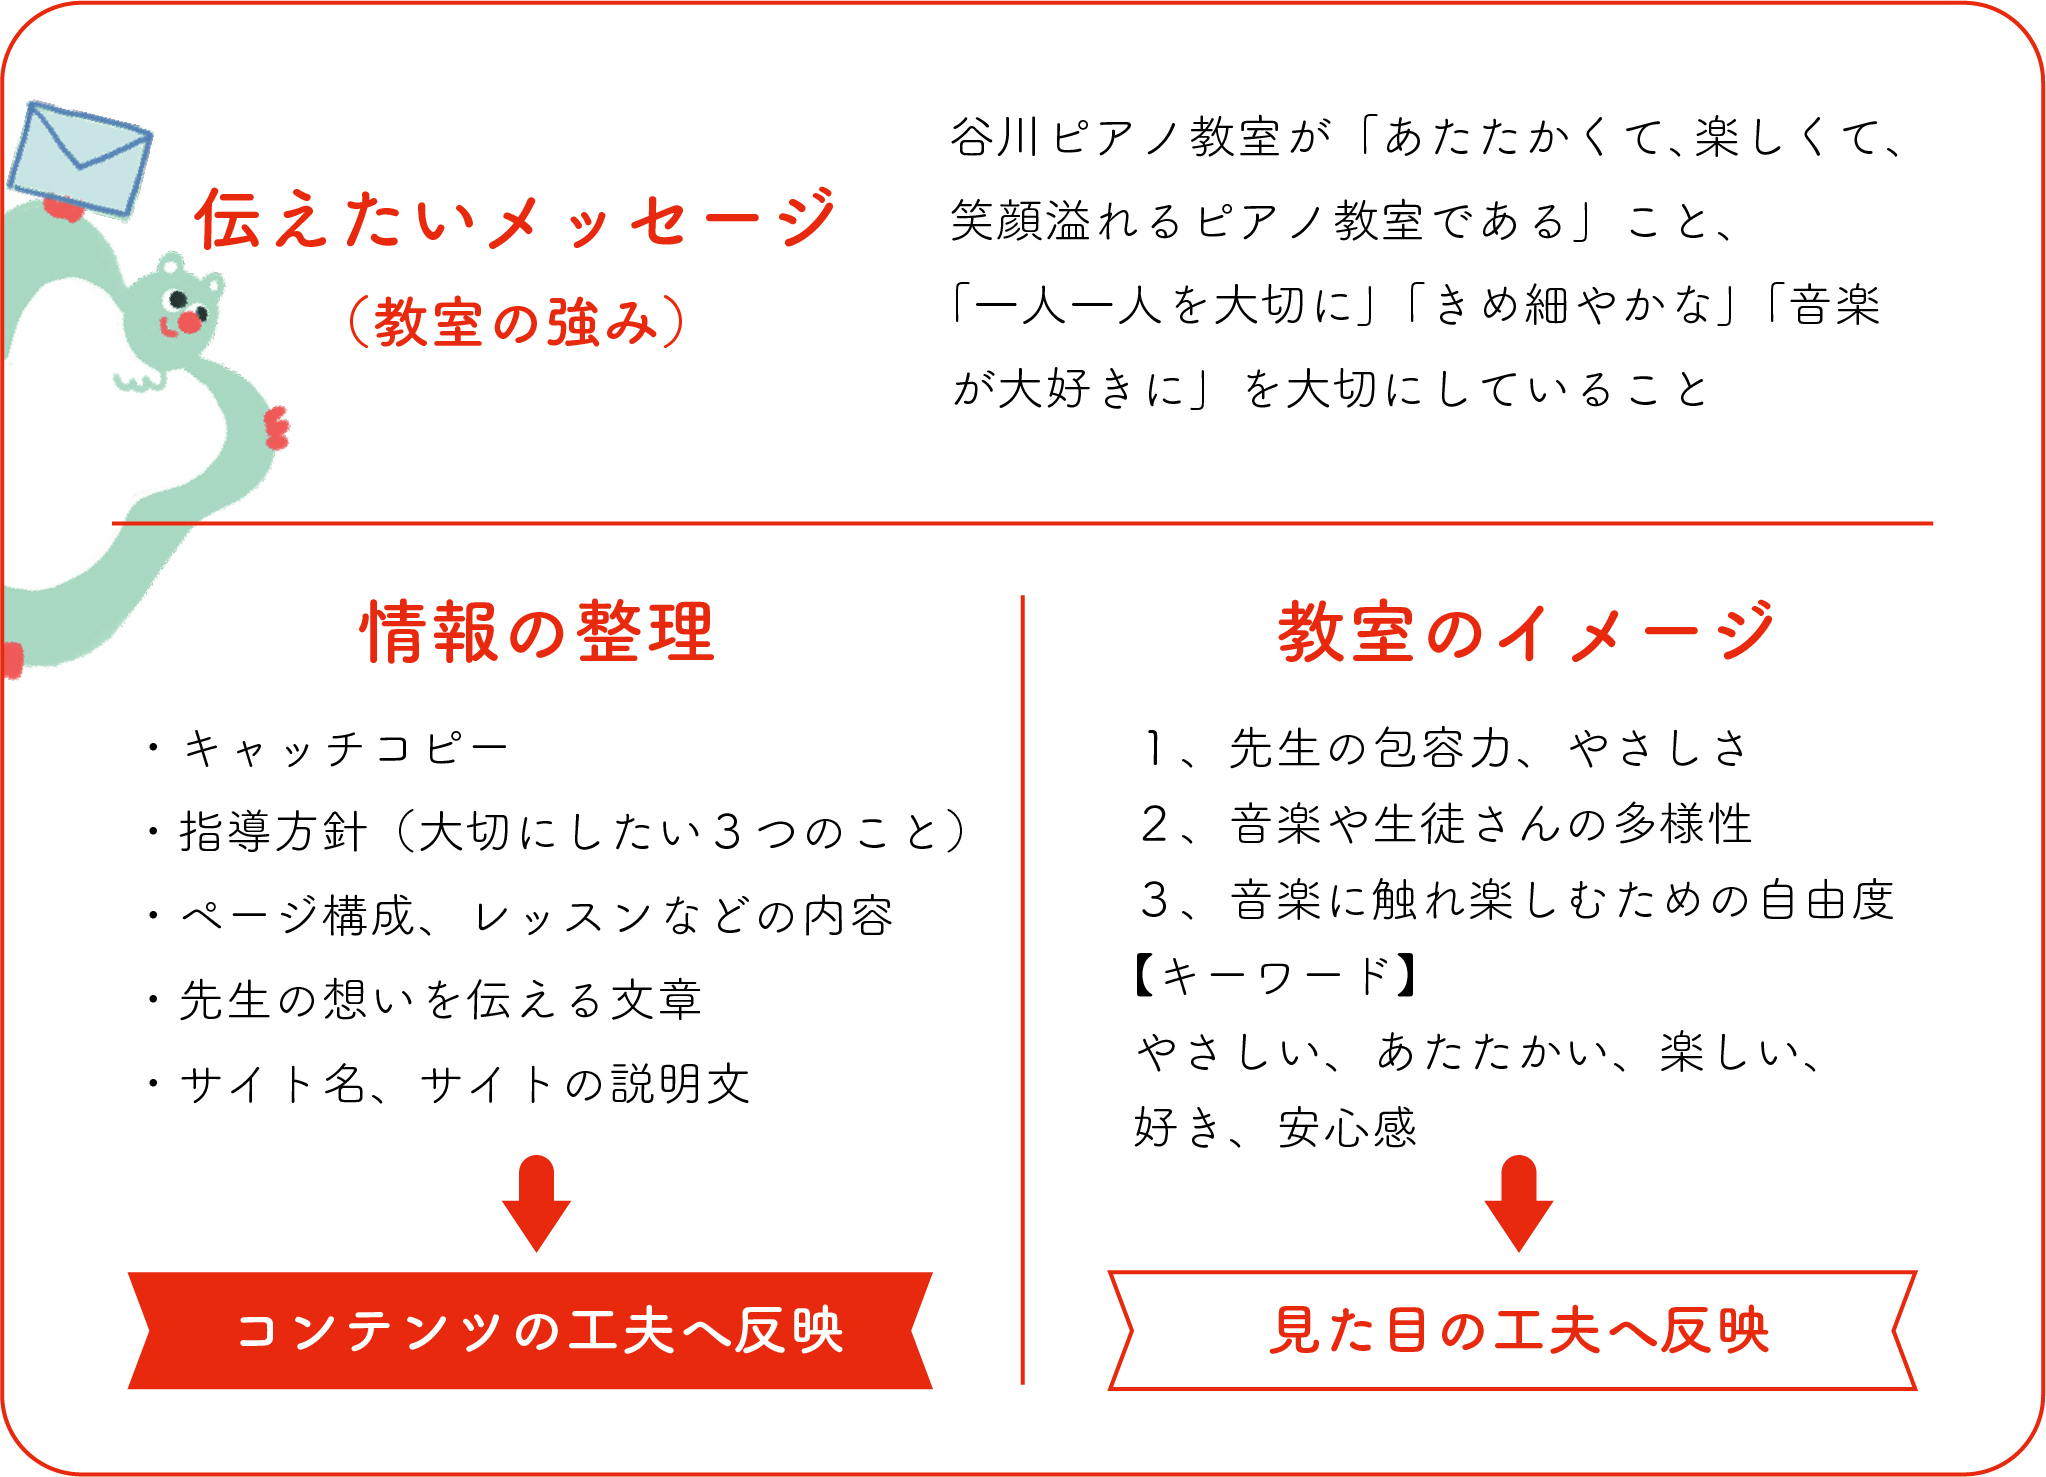 伝えたいメッセージ
（教室の強み）
谷川ピアノ教室が「あたたかくて、楽しくて、
笑顔溢れるピアノ教室である」こと、
「一人一人を大切に」「きめ細やかな」「音楽
が大好きに」を大切にしていること
情報の整理
・キャッチコピー
・指導方針（大切にしたい３つのこと）
・ページ構成、レッスンなどの内容
・先生の想いを伝える文章
・サイト名、サイトの説明文
コンテンツの工夫へ反映
教室のイメージ
１、先生の包容力、やさしさ
２、音楽や生徒さんの多様性
３、音楽に触れ楽しむための自由度
【キーワード】
やさしい、あたたかい、楽しい、
好き、安心感
見た目の工夫へ反映